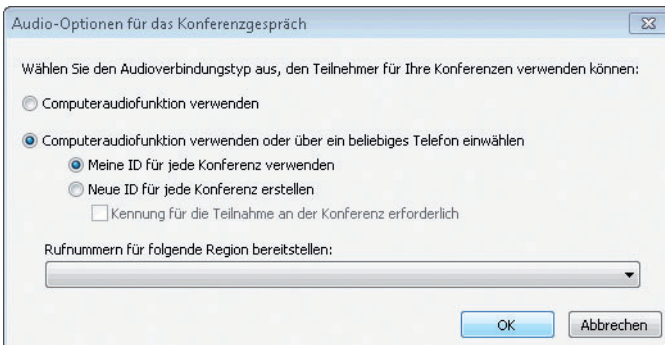 Audio-Optionen für das Konferenzgespräch
Wählen Sie den Audioverbindungstyp aus, den Teilnehmer für Ihre Konferenzen verwenden können:
Computeraudiofunktion verwenden
Computeraudiofunktion verwenden oder über ein beliebiges Telefon einwählen
Meine ID für jede Konferenz verwenden
Neue ID für jede Konferenz erstellen
Kennung für die Teilnahme an der Konferenz erforderlich
Rufnummern für folgende Region bereitstellen:
OK Abbrechen